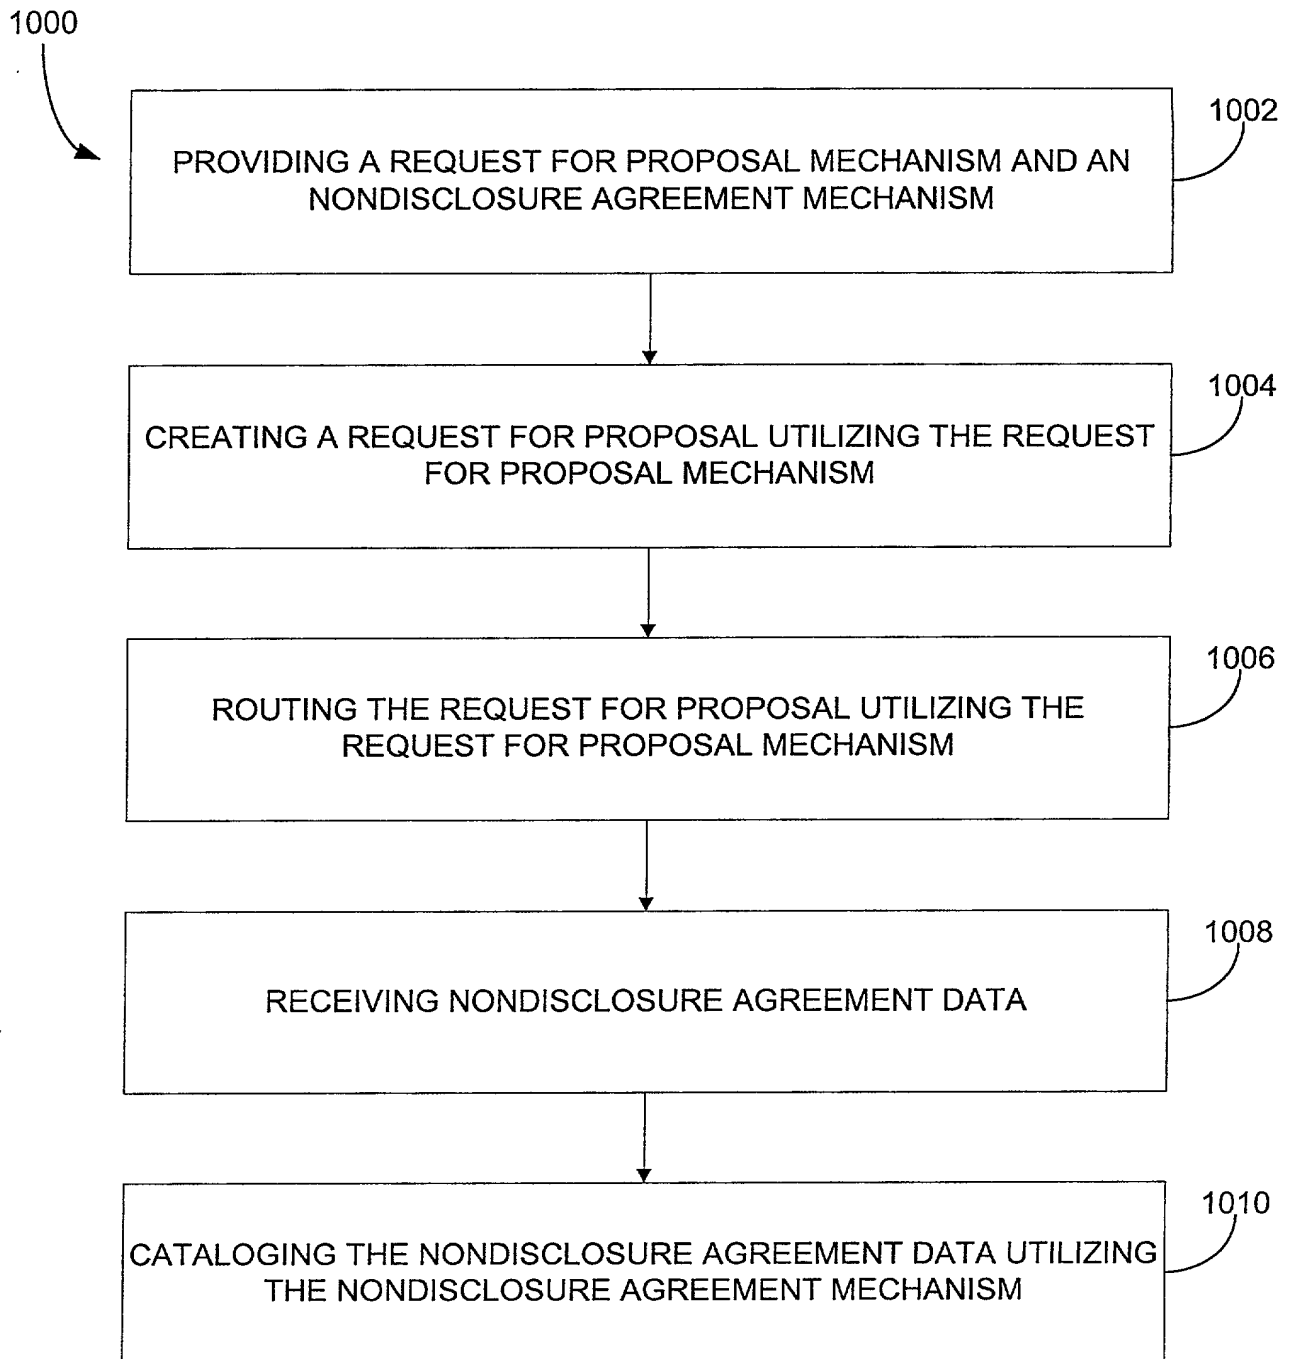 1000
1002
PROVIDING A REQUEST FOR PROPOSAL MECHANISM AND AN
NONDISCLOSURE AGREEMENT MECHANISM
1004
CREATING A REQUEST FOR PROPOSAL UTILIZING THE REQUEST
FOR PROPOSAL MECHANISM
1006
ROUTING THE REQUEST FOR PROPOSAL UTILIZING THE
REQUEST FOR PROPOSAL MECHANISM
1008
RECEIVING NONDISCLOSURE AGREEMENT DATA
1010
CATALOGING THE NONDISCLOSURE AGREEMENT DATA UTILIZING
THE NONDISCLOSURE AGREEMENT MECHANISM